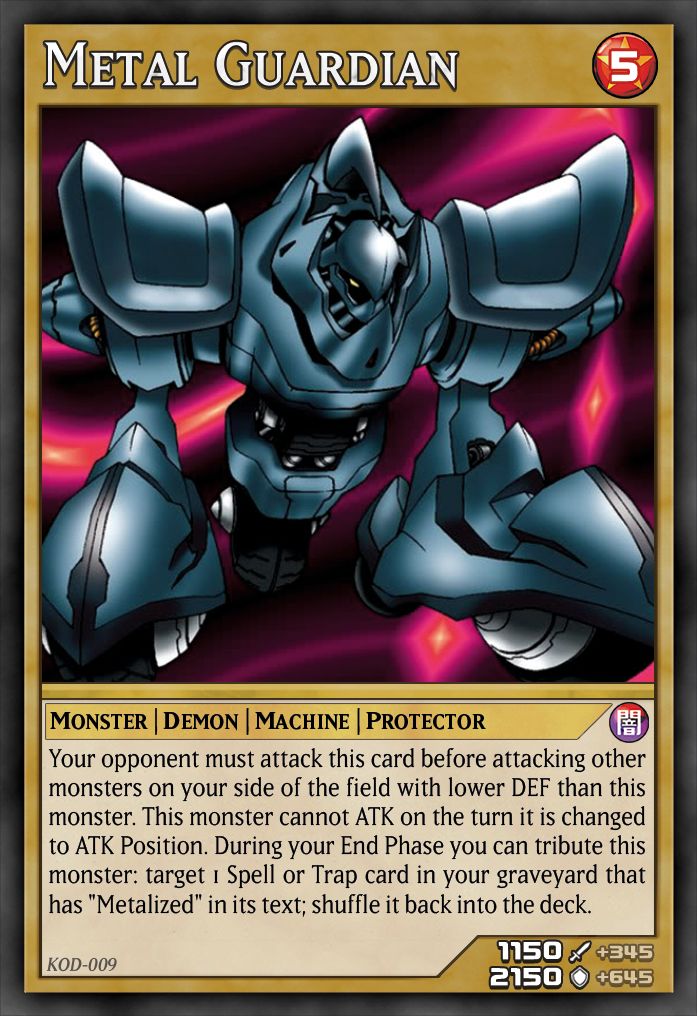 Metal Guardian
5
Monster | Demon | Machine | Protector
闇
Your opponent must attack this card before attacking other
monsters on your side of the field with lower DEF than this
monster. This monster cannot ATK on the turn it is changed
to ATK Position. During your End Phase you can tribute this
monster: target 1 Spell or Trap card in your graveyard that
has "Metalized" in its text; shuffle it back into the deck.
1150 +345
KOD-009
2150 +645